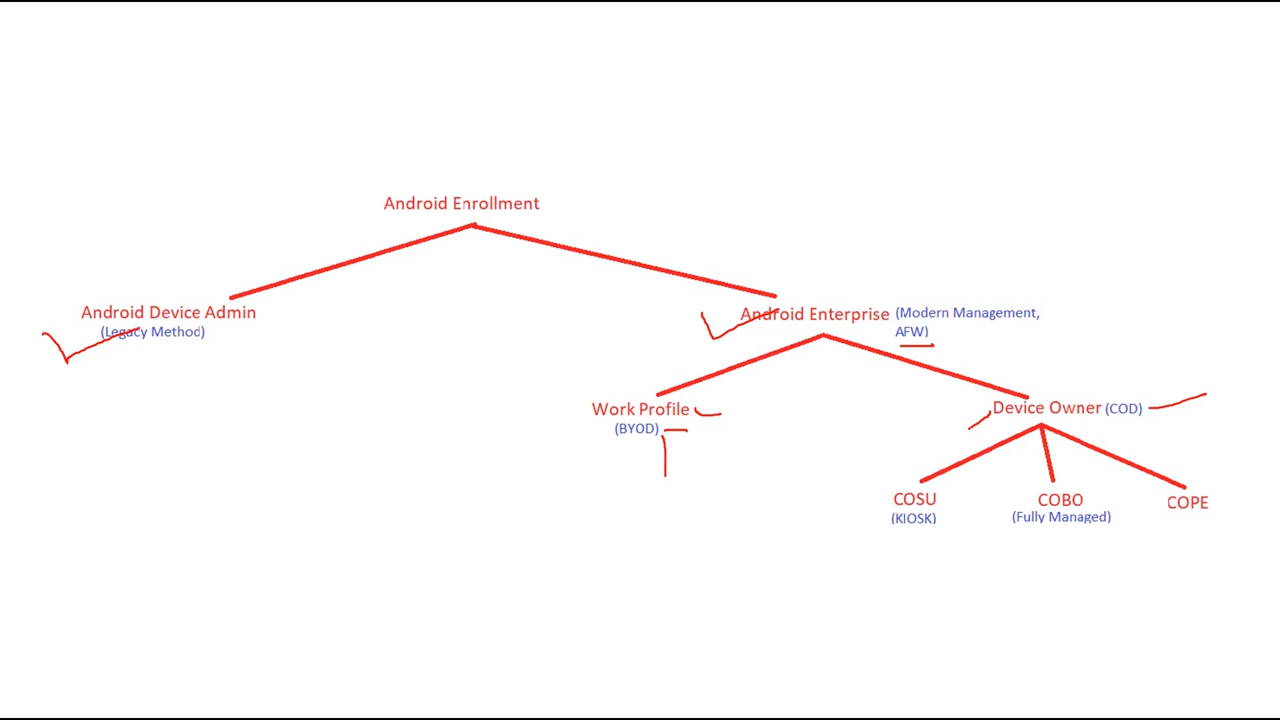 Android Enrollment
Android Device Admin
(Legacy Method)
Android Enterprise (Modern Management,
AFW)
Work Profile
(BYOD)
Device Owner (COD)
COSU
(KIOSK)
COBO
(Fully Managed)
COPE